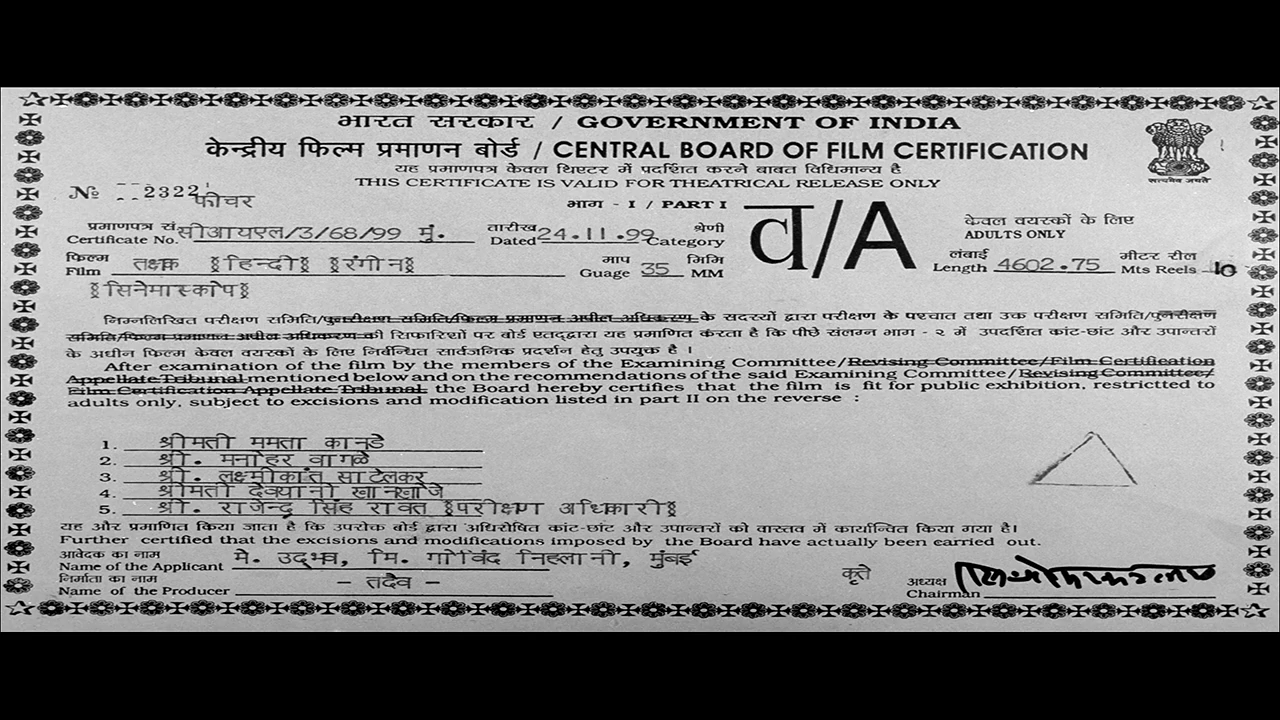 भारत सरकार / GOVERNMENT OF INDIA
केन्द्रीय फिल्म प्रमाणन बोर्ड / CENTRAL BOARD OF FILM CERTIFICATION
यह प्रमाणपत्र केवल थिएटर में प्रदर्शित करने बाबत विधिमान्य है
THIS CERTIFICATE IS VALID FOR THEATRICAL RELEASE ONLY
सत्यमेव जयते
№ 2322 फीचर
भाग - I / PART I
व/A
केवल वयस्कों के लिए
ADULTS ONLY
प्रमाणपत्र सं. सीआयएल/3/68/99 मुं. तारीख 24.11.99 श्रेणी
Certificate No. Dated Category
फिल्म तक्षक हिन्दी रंगीन माप 35 मिमि लंबाई 4602.75 मीटर रील 10
Film Guage MM Length Mts Reels
सिनेमास्कोप
निम्नलिखित परीक्षण समिति/पुनरीक्षण समिति/फिल्म प्रमाणन अपील अधिकरण के सदस्यों द्वारा परीक्षण के पश्चात तथा उक्त परीक्षण समिति/पुनरीक्षण
समिति/फिल्म प्रमाणन अपील अधिकरण की सिफारिशों पर बोर्ड एतद्द्वारा यह प्रमाणित करता है कि पीछे संलग्न भाग - २ में उपदर्शित कांट-छांट और उपान्तरों
के अधीन फिल्म केवल वयस्कों के लिए निर्बन्धित सार्वजनिक प्रदर्शन हेतु उपयुक्त है ।
After examination of the film by the members of the Examining Committee/Revising Committee/Film Certification
Appellate Tribunal mentioned below and on the recommendations of the said Examining Committee/Revising Committee/
Film Certification Appellate Tribunal the Board hereby certifies that the film is fit for public exhibition, restrictted to
adults only, subject to excisions and modification listed in part II on the reverse :
1. श्रीमती ममता कानडे
2. श्री. मनोहर वागळे
3. श्री. लक्ष्मीकांत साटेलकर
4. श्रीमती देवयानी खानखोजे
5. श्री. राजेन्द्र सिंह रावत परीक्षण अधिकारी
यह और प्रमाणित किया जाता है कि उपरोक्त बोर्ड द्वारा अधिरोपित कांट-छांट और उपान्तरों को वास्तव में कार्यान्वित किया गया है।
Further certified that the excisions and modifications imposed by the Board have actually been carried out.
आवेदक का नाम मे. उद्भव, मि. गोविंद निहलानी, मुंबई
Name of the Applicant
निर्माता का नाम - तदैव - कृते अध्यक्ष
Name of the Producer Chairman